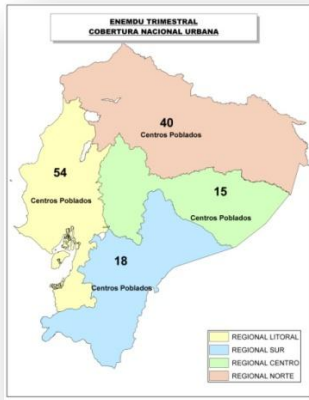 ENEMDU TRIMESTRAL
COBERTURA NACIONAL URBANA
40
Centros Poblados
54
Centros Poblados
15
Centros Poblados
18
Centros Poblados
REGIONAL LITORAL
REGIONAL SUR
REGIONAL CENTRO
REGIONAL NORTE